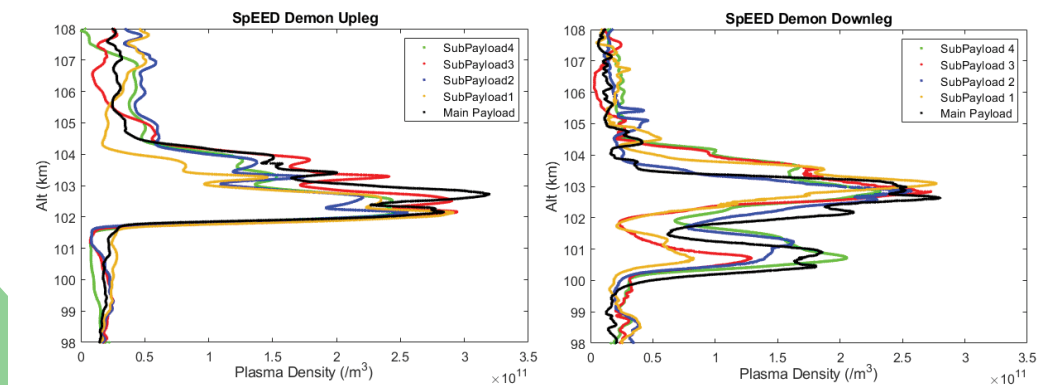 SpEED Demon Upleg
108
107
106
105
104
103
102
101
100
99
98
Alt (km)
SubPayload4
SubPayload3
SubPayload2
SubPayload1
Main Payload
0 0.5 1 1.5 2 2.5 3 3.5
Plasma Density (/m³)
×10¹¹
SpEED Demon Downleg
108
107
106
105
104
103
102
101
100
99
98
Alt (km)
SubPayload 4
SubPayload 3
SubPayload 2
SubPayload 1
Main Payload
0 0.5 1 1.5 2 2.5 3 3.5
Plasma Density (/m³)
×10¹¹